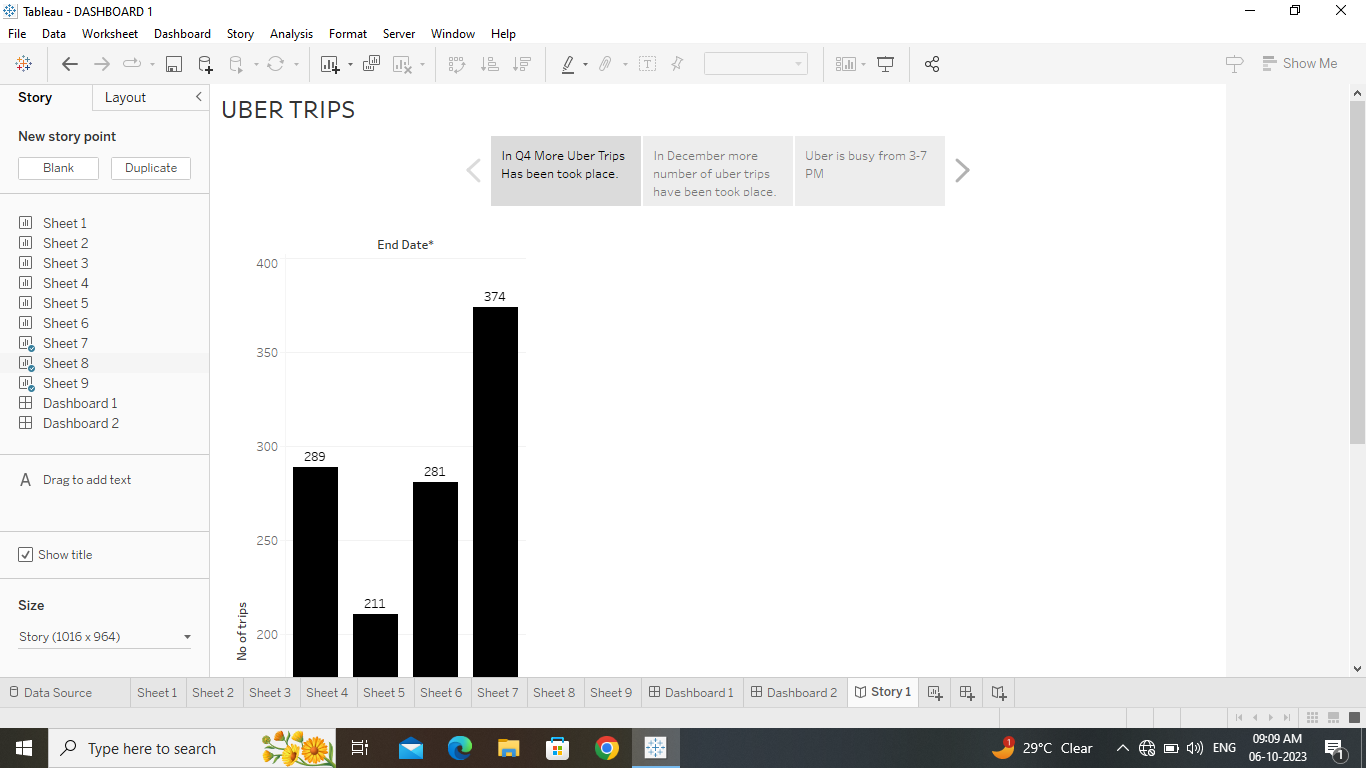 Tableau - DASHBOARD 1
File Data Worksheet Dashboard Story Analysis Format Server Window Help
Show Me
Story
Layout
New story point
Blank
Duplicate
Sheet 1
Sheet 2
Sheet 3
Sheet 4
Sheet 5
Sheet 6
Sheet 7
Sheet 8
Sheet 9
Dashboard 1
Dashboard 2
A Drag to add text
Show title
Size
Story (1016 x 964)
UBER TRIPS
In Q4 More Uber Trips
Has been took place.
In December more
number of uber trips
have been took place.
Uber is busy from 3-7
PM
End Date*
400
350
300
250
200
No of trips
289
211
281
374
Data Source Sheet 1 Sheet 2 Sheet 3 Sheet 4 Sheet 5 Sheet 6 Sheet 7 Sheet 8 Sheet 9 Dashboard 1 Dashboard 2 Story 1
Type here to search
1
29°C Clear
ENG
09:09 AM
06-10-2023
1